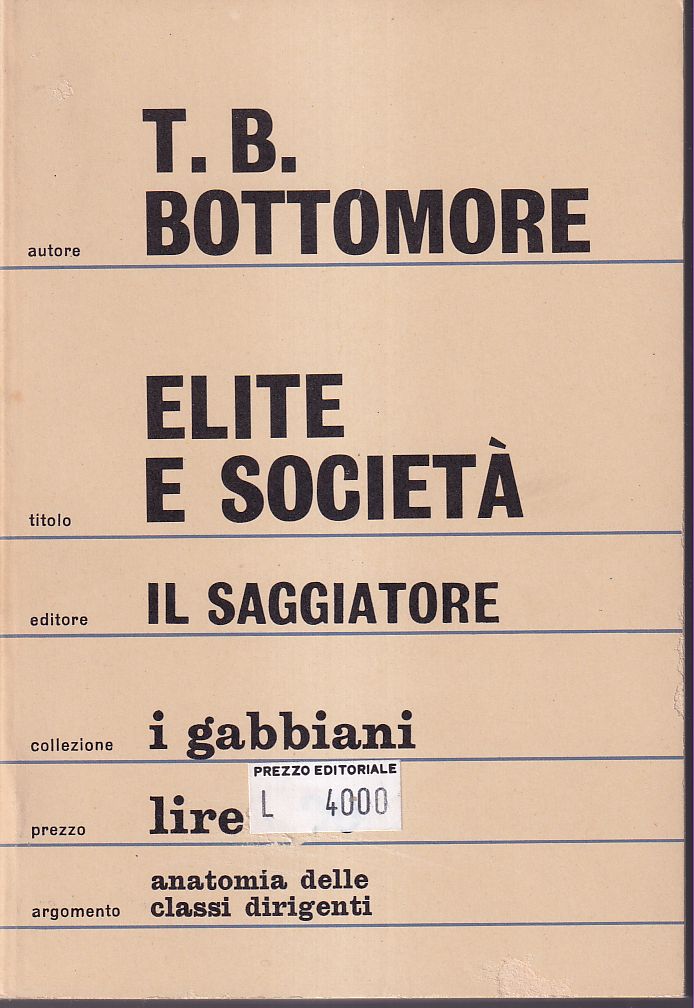 T. B.
autore BOTTOMORE
ELITE
titolo E SOCIETÀ
editore IL SAGGIATORE
collezione i gabbiani
PREZZO EDITORIALE
prezzo lire L 4000
anatomia delle
argomento classi dirigenti